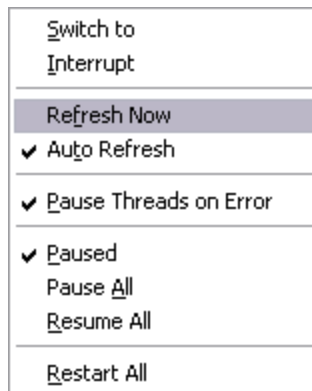 Switch to
Interrupt
Refresh Now
Auto Refresh
Pause Threads on Error
Paused
Pause All
Resume All
Restart All